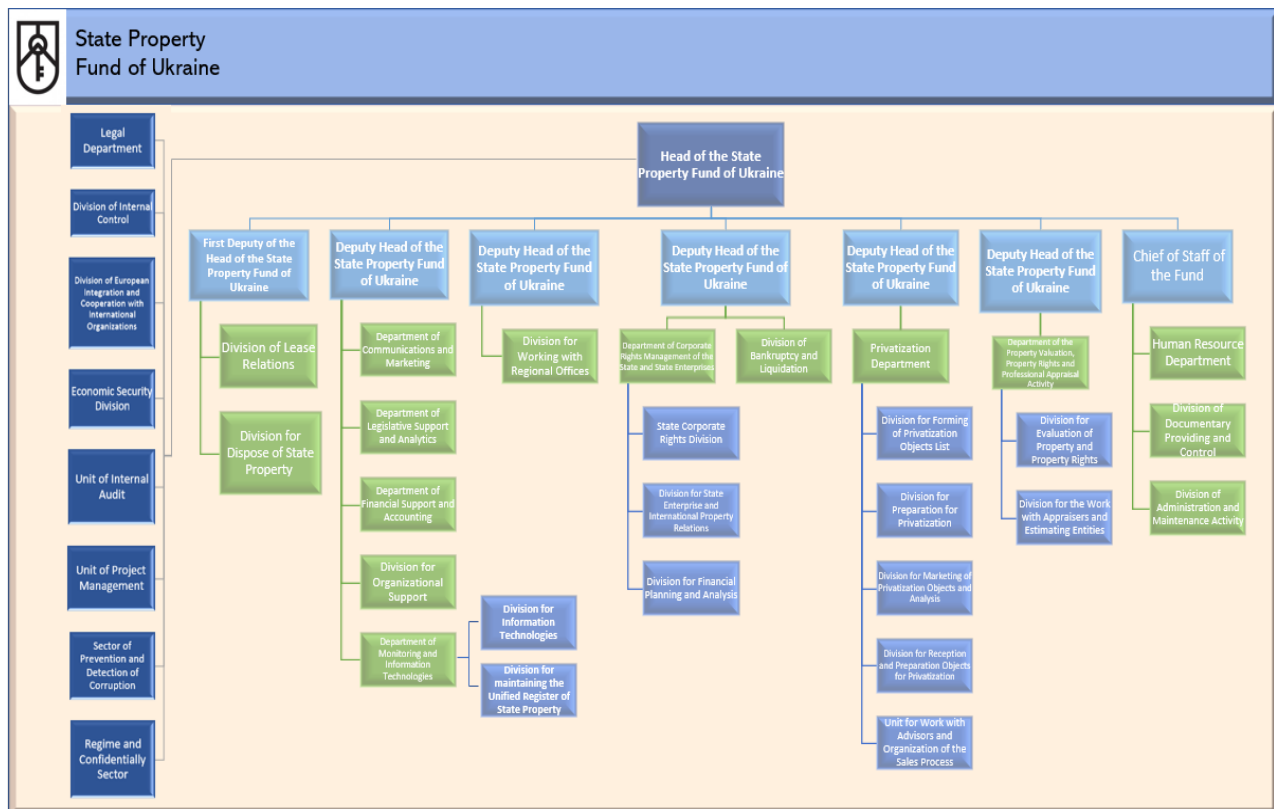 State Property
Fund of Ukraine
Legal
Department
Division of Internal
Control
Division of European
Integration and
Cooperation with
International
Organizations
Economic Security
Division
Unit of Internal
Audit
Unit of Project
Management
Sector of
Prevention and
Detection of
Corruption
Regime and
Confidentially
Sector
Head of the State
Property Fund of Ukraine
First Deputy of the
Head of the State
Property Fund of
Ukraine
Division of Lease
Relations
Division for
Dispose of State
Property
Deputy Head of the
State Property Fund
of Ukraine
Department of
Communications and
Marketing
Department of
Legislative Support
and Analytics
Department of
Financial Support and
Accounting
Division for
Organizational
Support
Department of
Monitoring and
Information
Technologies
Division for
Information
Technologies
Division for
maintaining the
Unified Register of
State Property
Deputy Head of the
State Property Fund
of Ukraine
Division for
Working with
Regional Offices
Deputy Head of the
State Property Fund of
Ukraine
Department of Corporate
Rights Management of the
State and State Enterprises
State Corporate
Rights Division
Division for State
Enterprise and
International Property
Relations
Division for Financial
Planning and Analysis
Division of
Bankruptcy and
Liquidation
Deputy Head of the
State Property Fund
of Ukraine
Privatization
Department
Division for Forming
of Privatization
Objects List
Division for
Preparation for
Privatization
Division for Marketing of
Privatization Objects and
Analysis
Division for Reception
and Preparation Objects
for Privatization
Unit for Work with
Advisors and
Organization of the
Sales Process
Deputy Head of the
State Property Fund
of Ukraine
Department of the
Property Valuation,
Property Rights and
Professional Appraisal
Activity
Division for
Evaluation of
Property and
Property Rights
Division for the Work
with Appraisers and
Estimating Entities
Chief of Staff of
the Fund
Human Resource
Department
Division of
Documentary
Providing and
Control
Division of
Administration and
Maintenance Activity